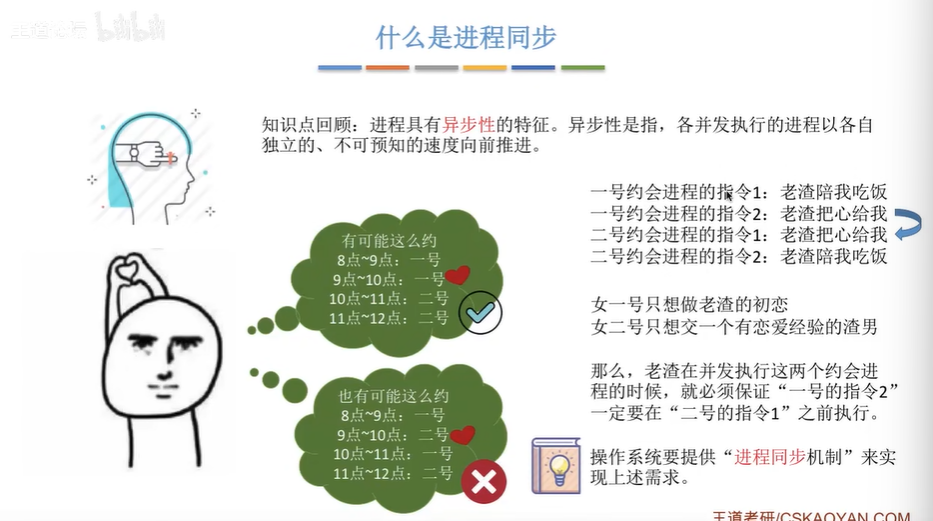 bilibili
什么是进程同步
知识点回顾：进程具有异步性的特征。异步性是指，各并发执行的进程以各自
独立的、不可预知的速度向前推进。
一号约会进程的指令1：老渣陪我吃饭
一号约会进程的指令2：老渣把心给我
二号约会进程的指令1：老渣把心给我
二号约会进程的指令2：老渣陪我吃饭
有可能这么约
8点~9点：一号
9点~10点：一号
10点~11点：二号
11点~12点：二号
女一号只想做老渣的初恋
女二号只想交一个有恋爱经验的渣男
那么，老渣在并发执行这两个约会进
程的时候，就必须保证“一号的指令2”
一定要在“二号的指令1”之前执行。
也有可能这么约
8点~9点：一号
9点~10点：二号
10点~11点：一号
11点~12点：二号
操作系统要提供“进程同步机制”来实
现上述需求。
王道考研/CSKAOYAN.COM